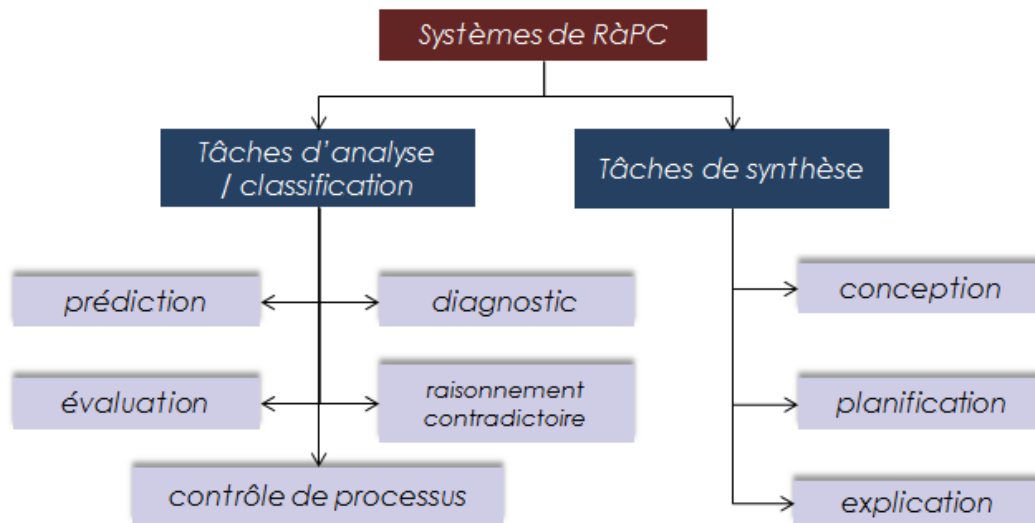 Systèmes de RàPC
Tâches d'analyse
/ classification
Tâches de synthèse
prédiction
diagnostic
conception
évaluation
raisonnement
contradictoire
planification
contrôle de processus
explication